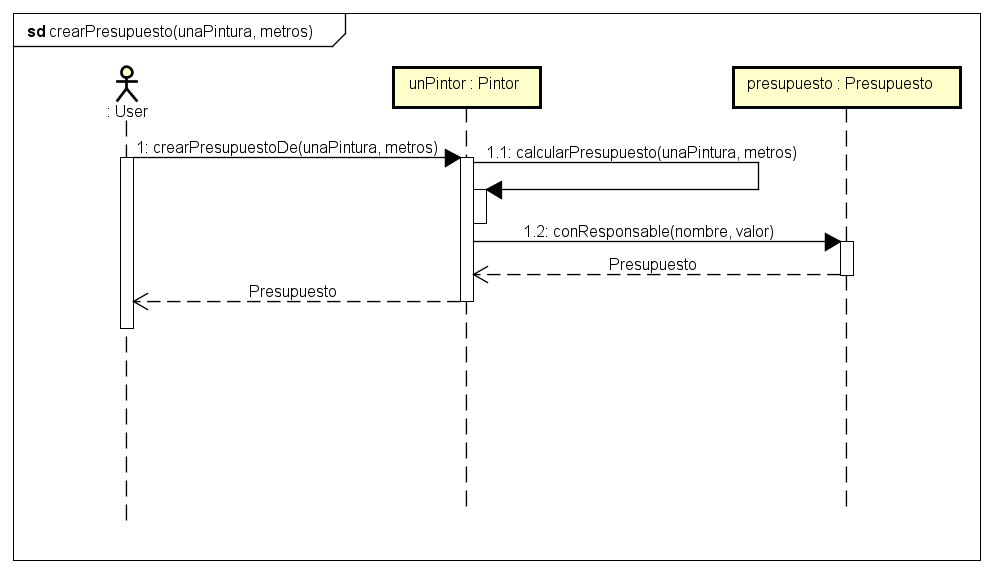 sd crearPresupuesto(unaPintura, metros)
: User
unPintor : Pintor
presupuesto : Presupuesto
1: crearPresupuestoDe(unaPintura, metros)
1.1: calcularPresupuesto(unaPintura, metros)
1.2: conResponsable(nombre, valor)
Presupuesto
Presupuesto